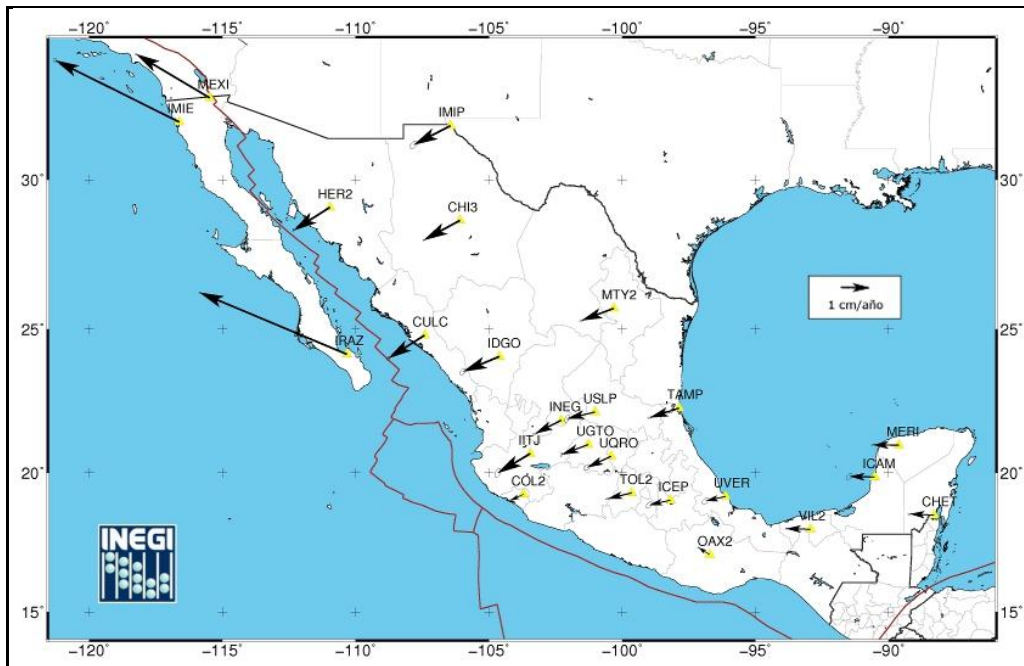 -120° -115° -110° -105° -100° -95° -90°
MEXI
IMIE
IMIP
30° 30°
HER2
CHI3
MTY2
1 cm/año
25° 25°
CULC
IRAZ
IDGO
TAMP
INEG USLP
UGTO
UQRO
MERI
IITJ
ICAM
20° 20°
COL2
TOL2
ICEP
UVER
CHET
VIL2
OAX2
INEGI
15° 15°
-120° -115° -110° -105° -100° -95° -90°